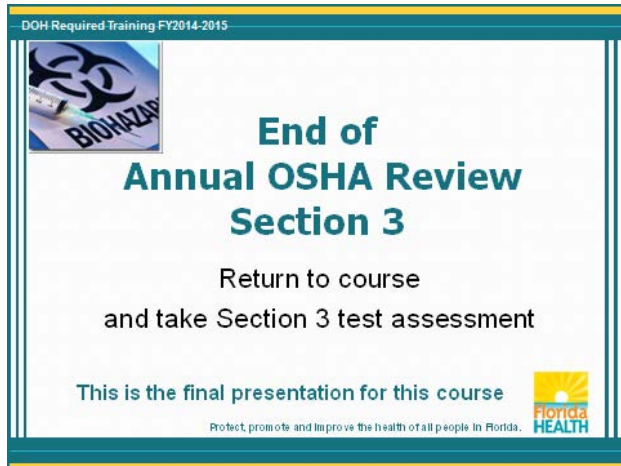 DOH Required Training FY2014-2015
BIOHAZAR
End of
Annual OSHA Review
Section 3
Return to course
and take Section 3 test assessment
This is the final presentation for this course
Protect, promote and improve the health of all people in Florida.
Florida
HEALTH